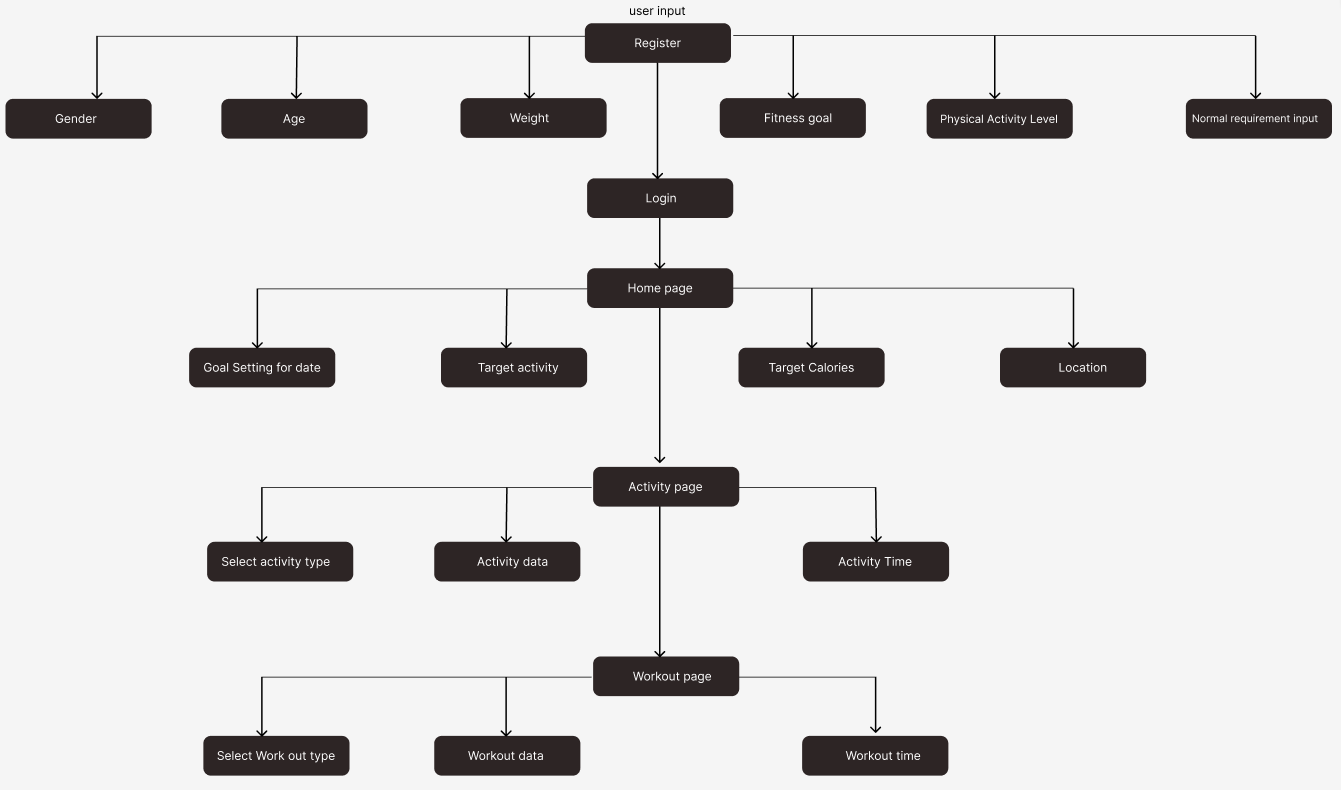 user input
Register
Gender
Age
Weight
Fitness goal
Physical Activity Level
Normal requirement input
Login
Home page
Goal Setting for date
Target activity
Target Calories
Location
Activity page
Select activity type
Activity data
Activity Time
Workout page
Select Work out type
Workout data
Workout time